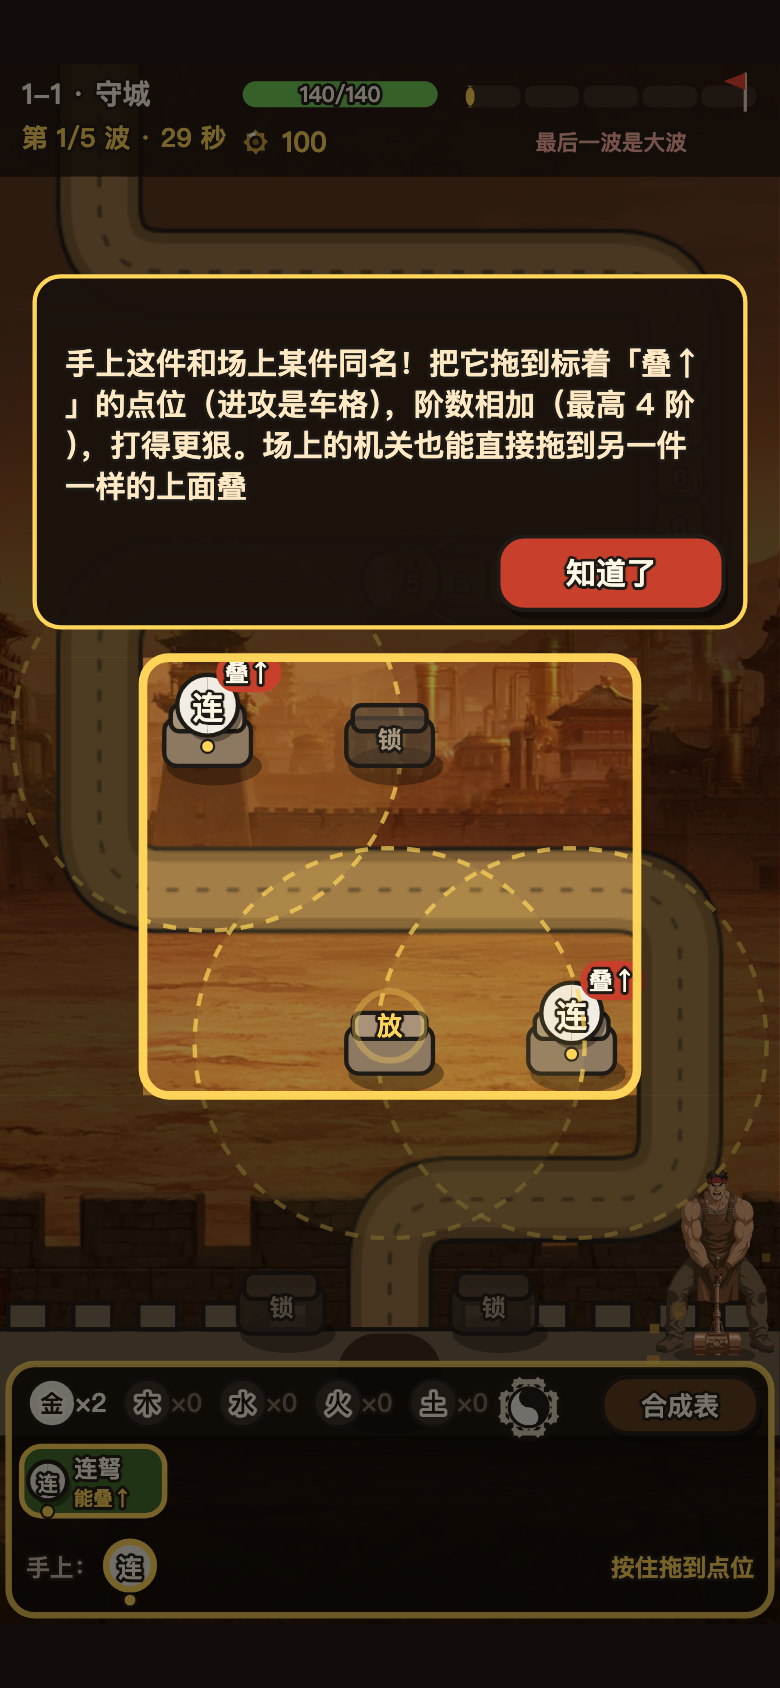 1-1 · 守城
140/140
第 1/5 波 · 29 秒
100
最后一波是大波
手上这件和场上某件同名！把它拖到标着「叠↑
」的点位（进攻是车格），阶数相加（最高 4 阶
），打得更狠。场上的机关也能直接拖到另一件
一样的上面叠
知道了
叠↑
连
锁
叠↑
放
连
锁
锁
金×2
木×0
水×0
火×0
土×0
合成表
连
连弩
能叠↑
手上：
连
按住拖到点位